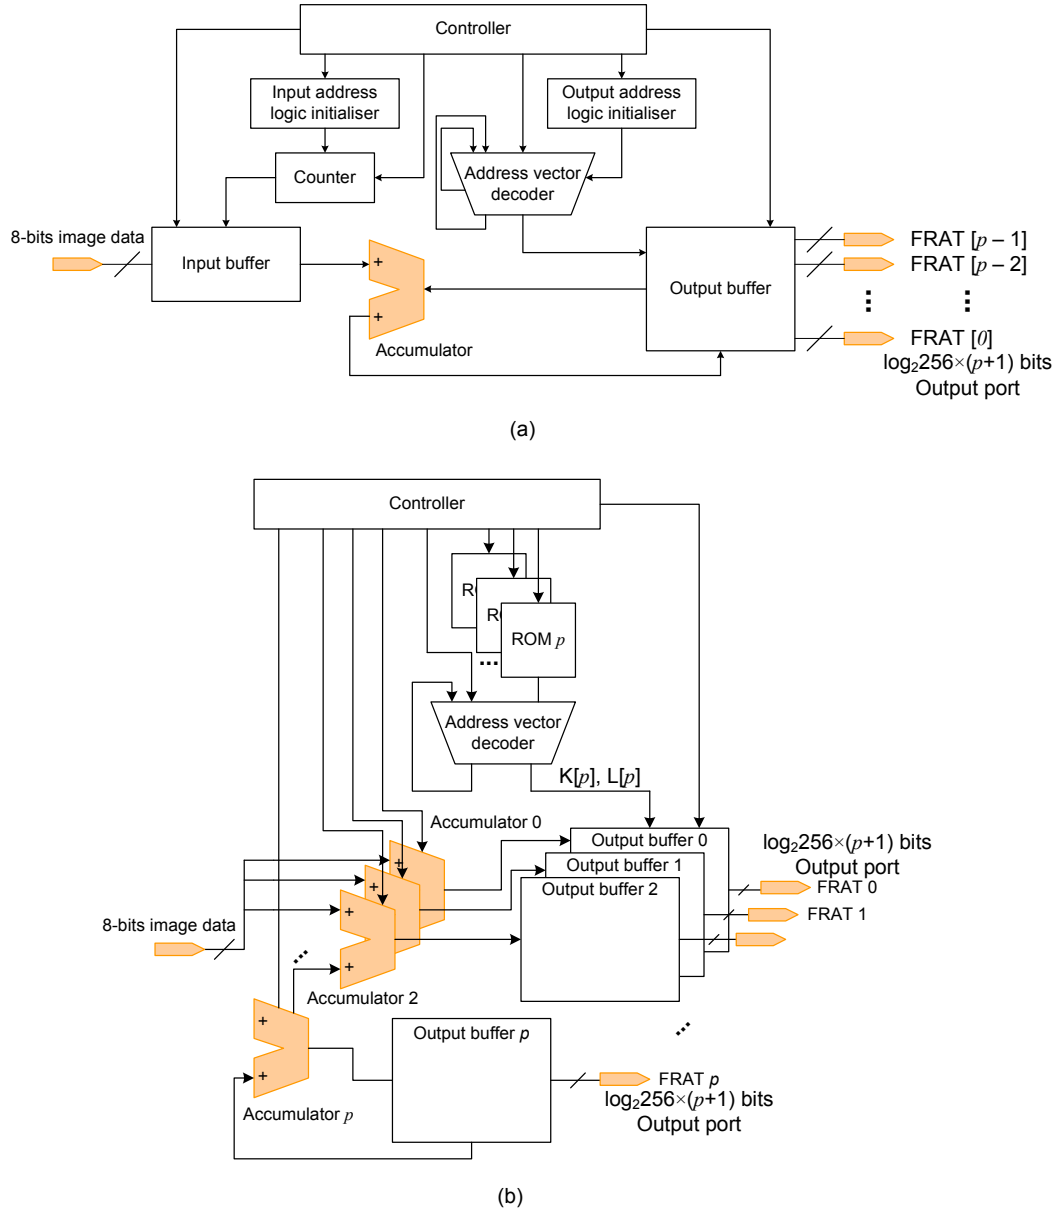 Controller
Input address
logic initialiser
Output address
logic initialiser
Counter
Address vector
decoder
8-bits image data
Input buffer
+
+
Accumulator
Output buffer
FRAT [p – 1]
FRAT [p – 2]
⋮ ⋮
FRAT [0]
log₂256×(p+1) bits
Output port
(a)
Controller
R
R
ROM p
...
Address vector
decoder
K[p], L[p]
Accumulator 0
Output buffer 0
Output buffer 1
Output buffer 2
log₂256×(p+1) bits
Output port
FRAT 0
FRAT 1
+
+
+
+
8-bits image data
...
Accumulator 2
...
+
+
Accumulator p
Output buffer p
FRAT p
log₂256×(p+1) bits
Output port
(b)